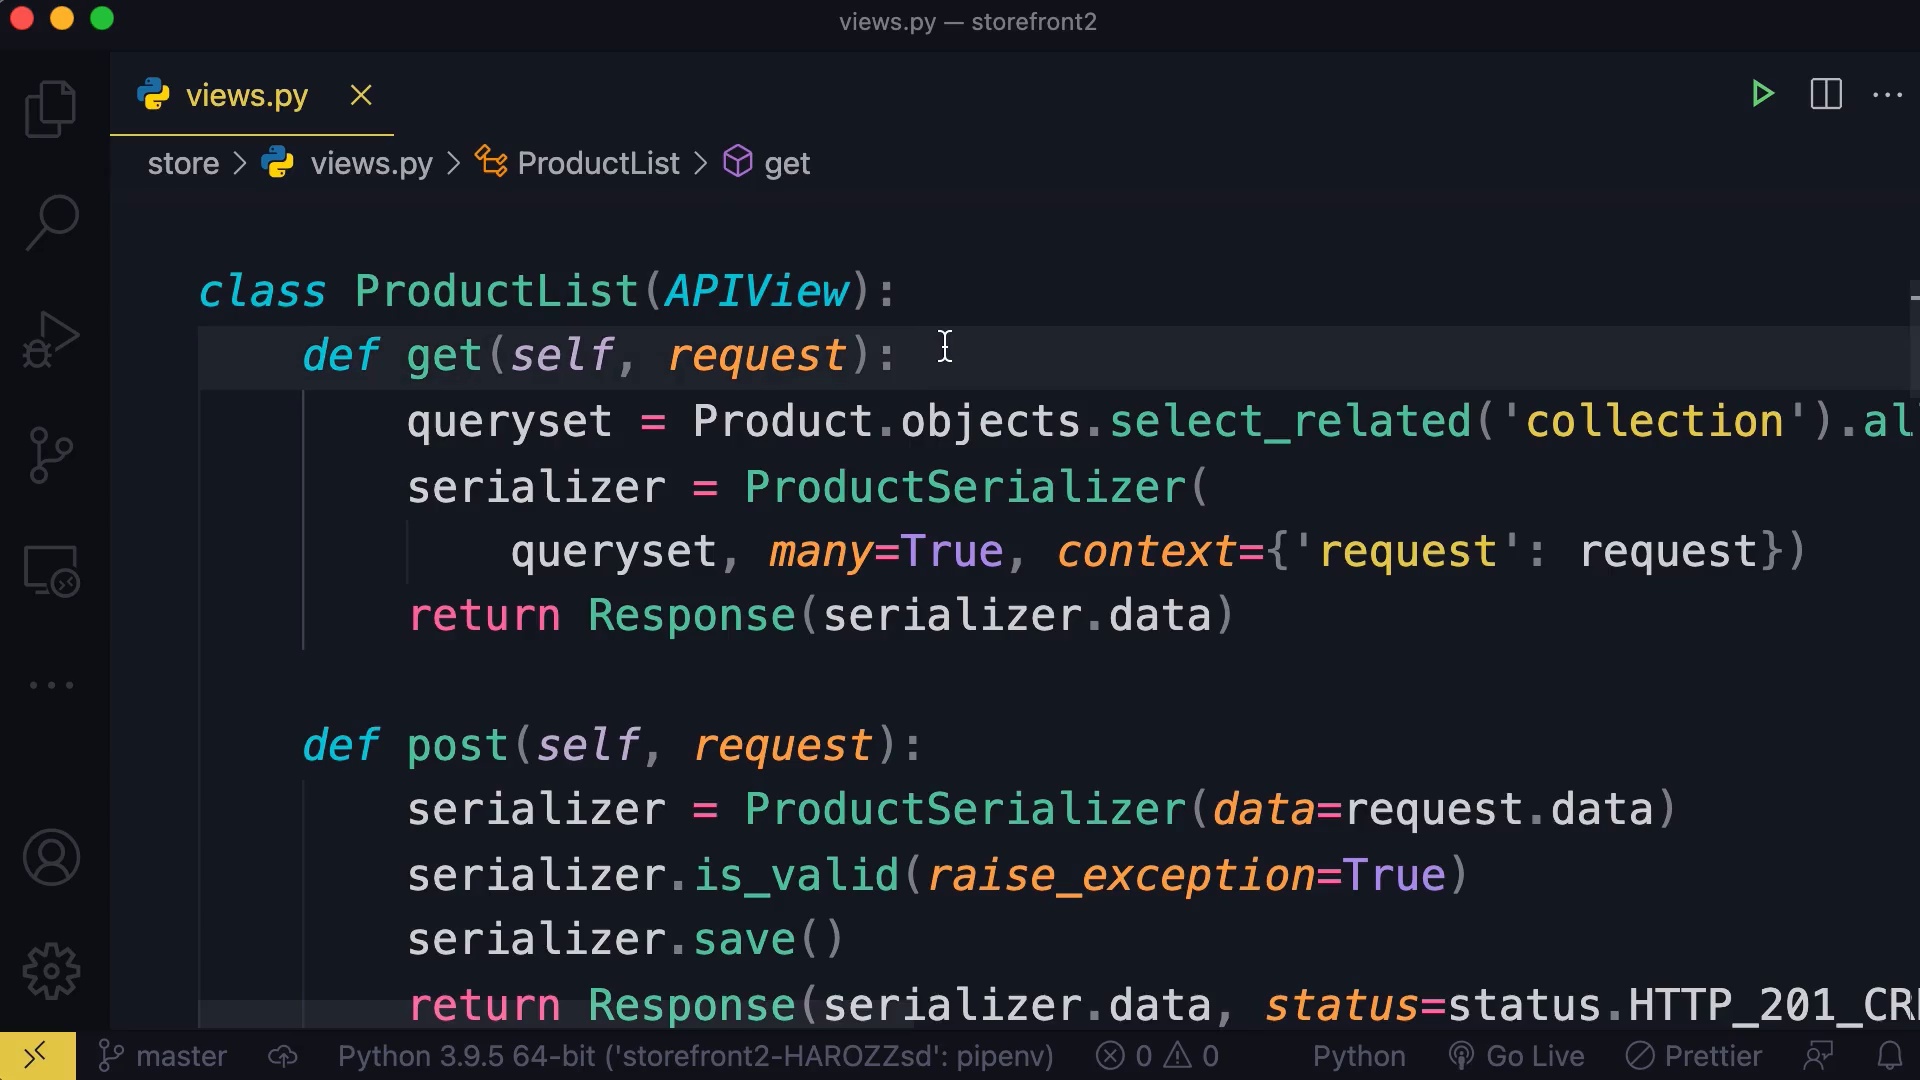 views.py — storefront2
views.py
store > views.py > ProductList > get
class ProductList(APIView):
def get(self, request):
queryset = Product.objects.select_related('collection').al
serializer = ProductSerializer(
queryset, many=True, context={'request': request})
return Response(serializer.data)
def post(self, request):
serializer = ProductSerializer(data=request.data)
serializer.is_valid(raise_exception=True)
serializer.save()
return Response(serializer.data, status=status.HTTP_201_CR
master Python 3.9.5 64-bit ('storefront2-HAROZZsd': pipenv) 0 0 Python Go Live Prettier